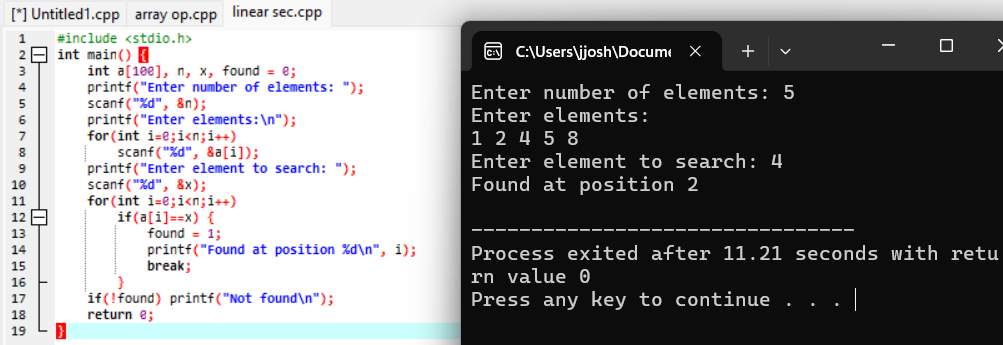 [*] Untitled1.cpp array op.cpp linear sec.cpp
1 #include <stdio.h>
2 int main() {
3 int a[100], n, x, found = 0;
4 printf("Enter number of elements: ");
5 scanf("%d", &n);
6 printf("Enter elements:\n");
7 for(int i=0;i<n;i++)
8 scanf("%d", &a[i]);
9 printf("Enter element to search: ");
10 scanf("%d", &x);
11 for(int i=0;i<n;i++)
12 if(a[i]==x) {
13 found = 1;
14 printf("Found at position %d\n", i);
15 break;
16 }
17 if(!found) printf("Not found\n");
18 return 0;
19 }
C:\Users\jjosh\Docume
Enter number of elements: 5
Enter elements:
1 2 4 5 8
Enter element to search: 4
Found at position 2
--------------------------------
Process exited after 11.21 seconds with retu
rn value 0
Press any key to continue . . .